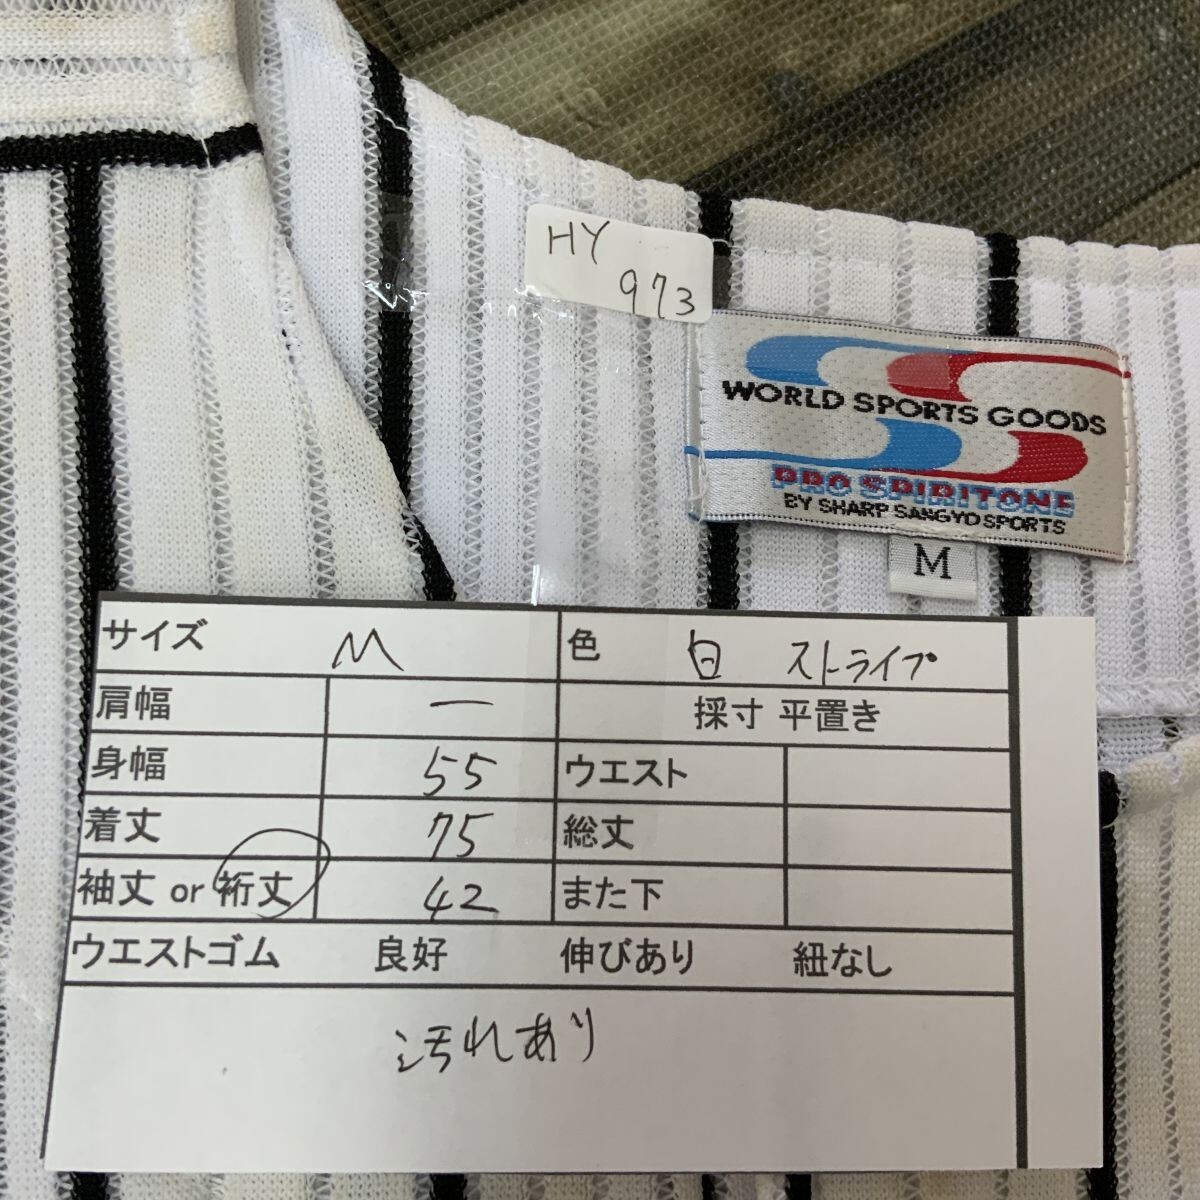 HY
973
WORLD SPORTS GOODS
PRO SPIRITONE
BY SHARP SANGYO SPORTS
M
サイズ M 色 白 ストライプ
肩幅 — 採寸 平置き
身幅 55 ウエスト
着丈 75 総丈
袖丈 or 裄丈 42 また下
ウエストゴム 良好 伸びあり 紐なし
汚れあり